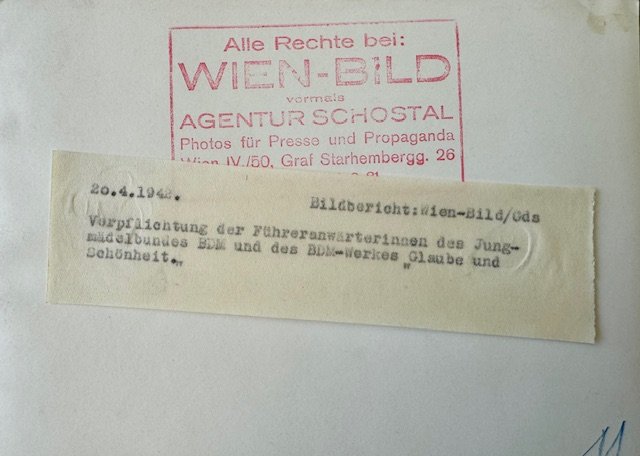 Alle Rechte bei:
WIEN-BILD
vormals
AGENTUR SCHOSTAL
Photos für Presse und Propaganda
Wien IV./50, Graf Starhembergg. 26
20.4.1942. Bildbericht:Wien-Bild/Gds
Verpflichtung der Führeranwärterinnen des Jung-
mädelbundes BDM und des BDM-Werkes „Glaube und
Schönheit."